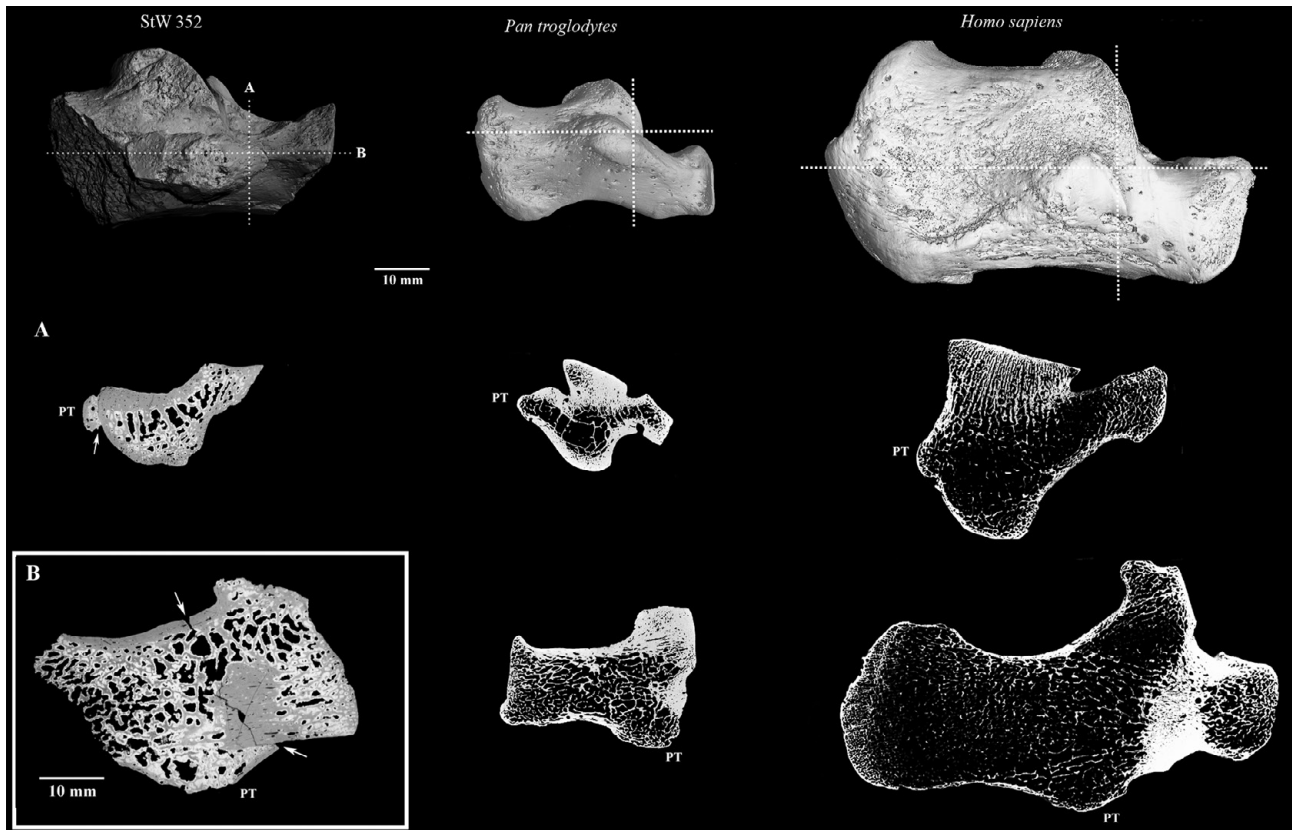 StW 352
Pan troglodytes
Homo sapiens
A
B
10 mm
A
PT
PT
PT
B
10 mm
PT
PT
PT